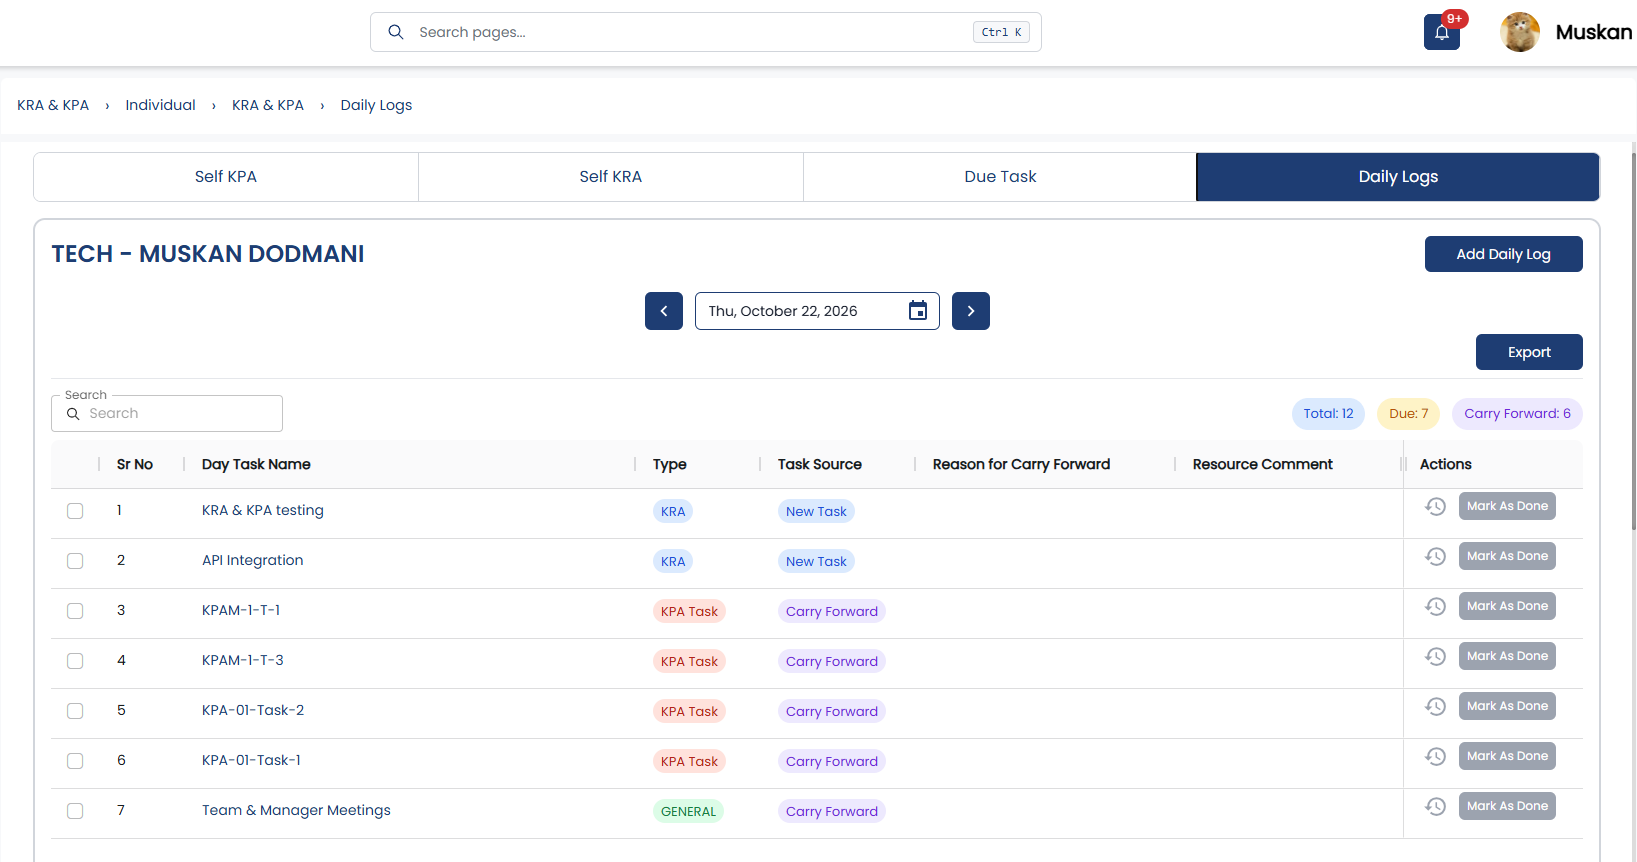 Search pages...
Ctrl K
9+
Muskan
KRA & KPA › Individual › KRA & KPA › Daily Logs
Self KPA
Self KRA
Due Task
Daily Logs
TECH - MUSKAN DODMANI
Add Daily Log
Thu, October 22, 2026
Export
Search
Search
Total: 12
Due: 7
Carry Forward: 6
Sr No Day Task Name Type Task Source Reason for Carry Forward Resource Comment Actions
1 KRA & KPA testing KRA New Task Mark As Done
2 API Integration KRA New Task Mark As Done
3 KPAM-1-T-1 KPA Task Carry Forward Mark As Done
4 KPAM-1-T-3 KPA Task Carry Forward Mark As Done
5 KPA-01-Task-2 KPA Task Carry Forward Mark As Done
6 KPA-01-Task-1 KPA Task Carry Forward Mark As Done
7 Team & Manager Meetings GENERAL Carry Forward Mark As Done